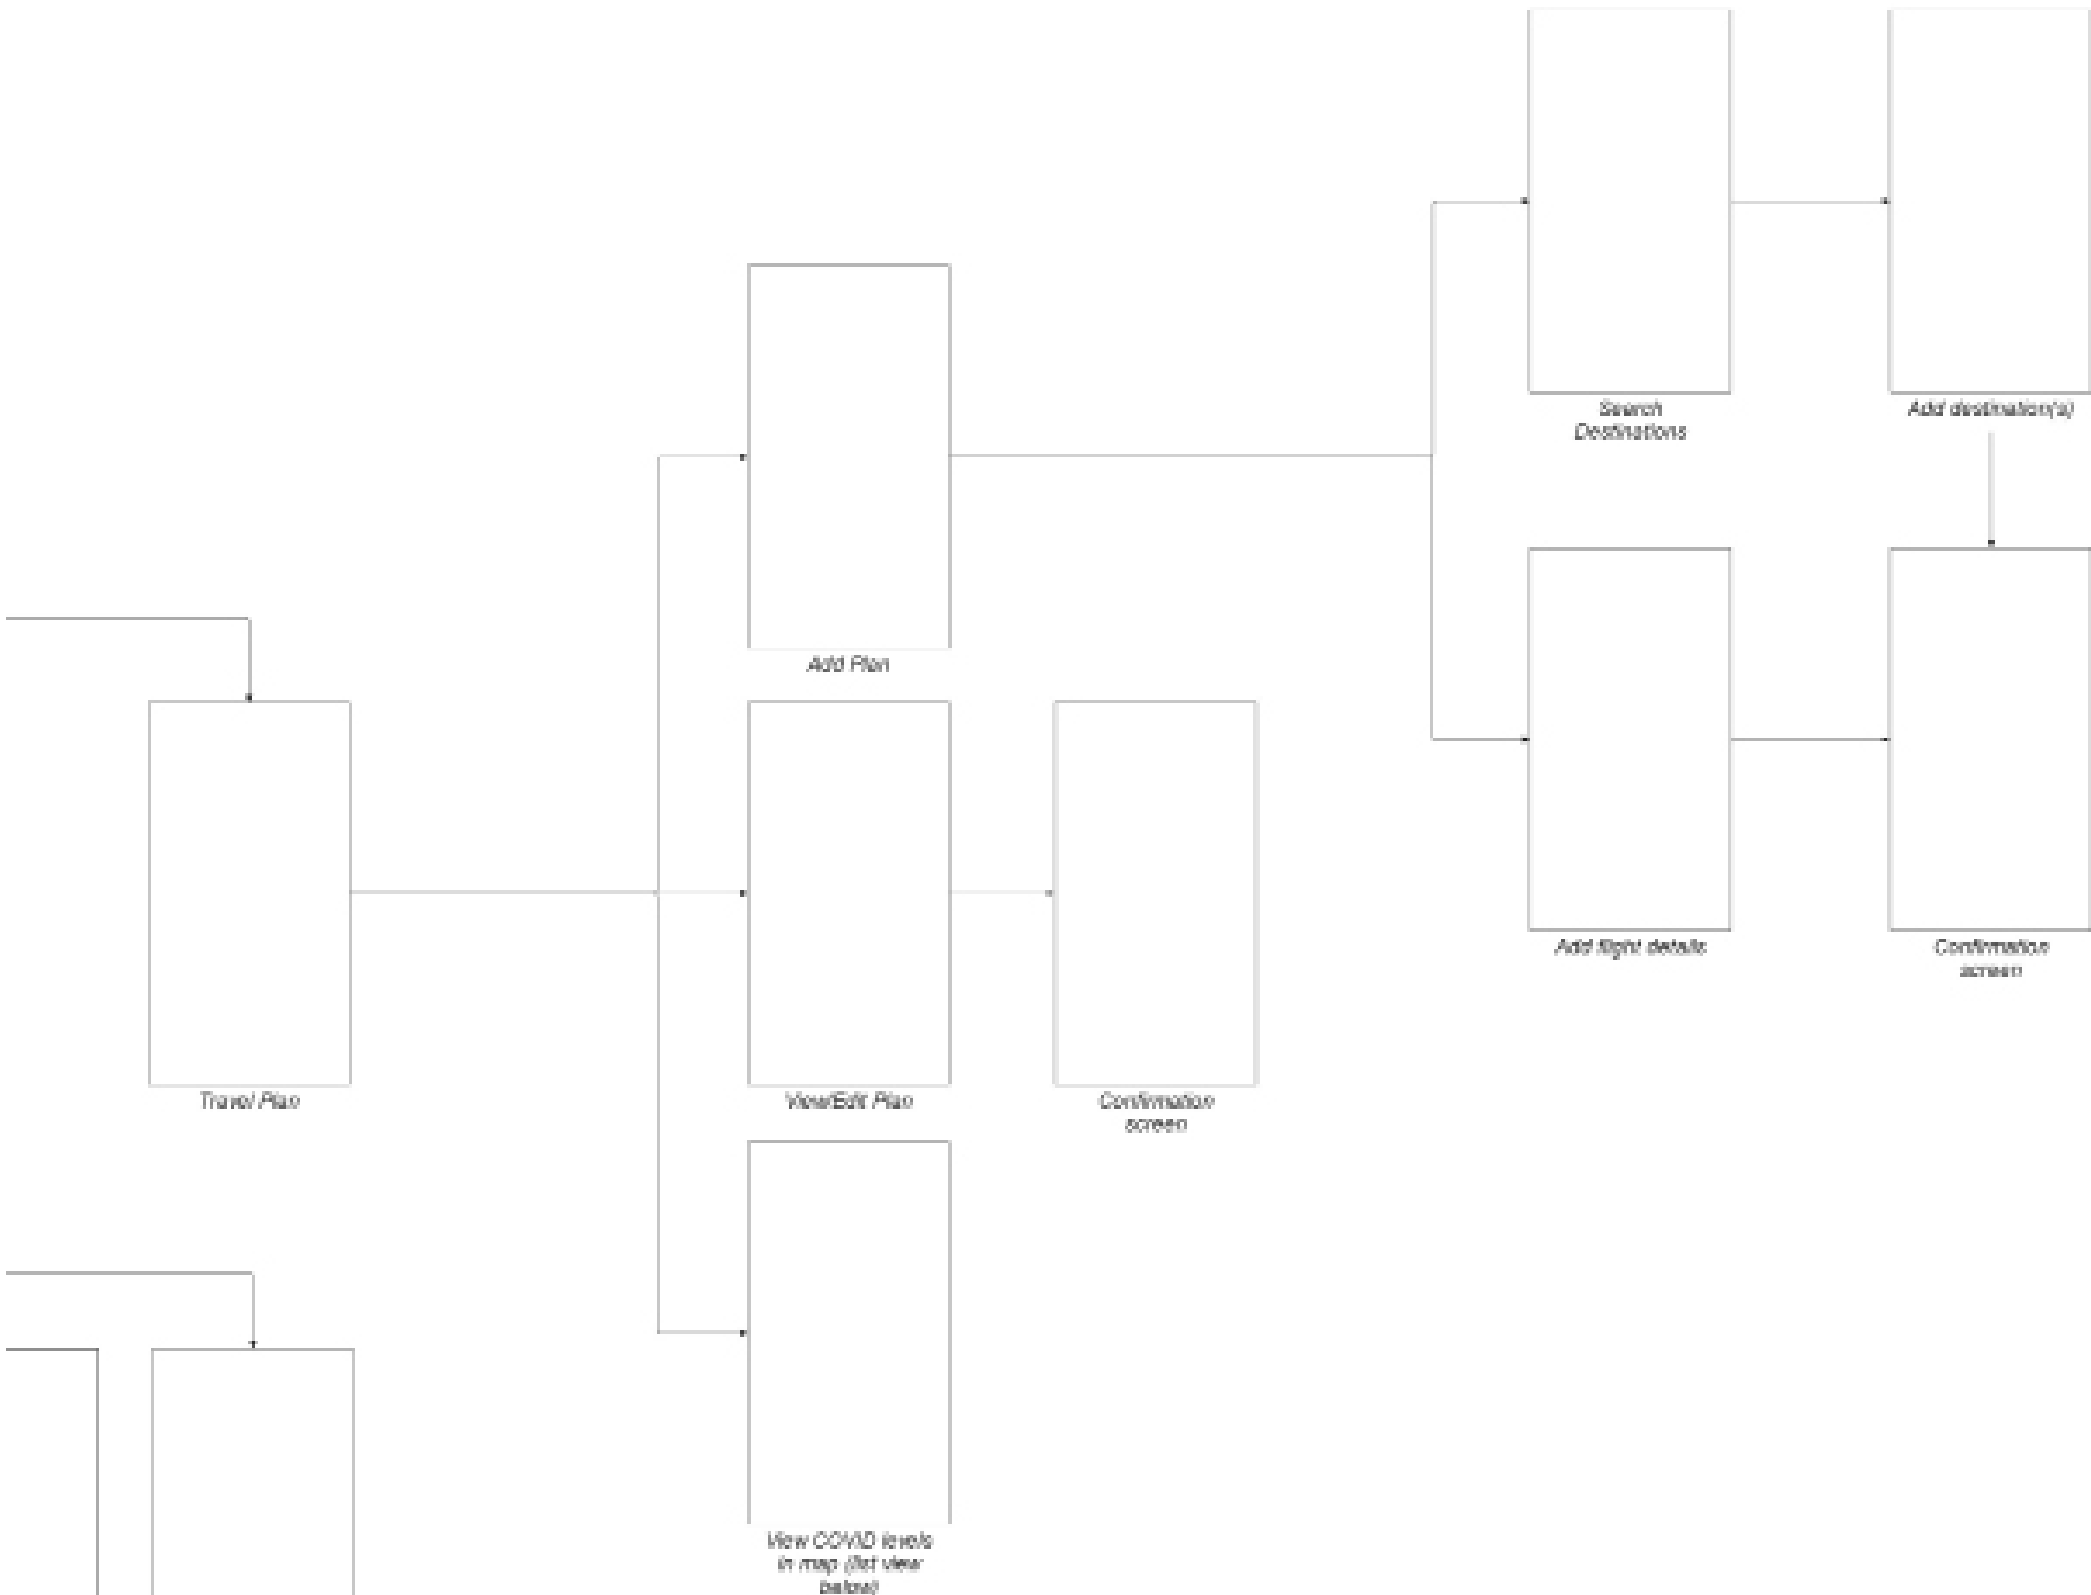 Search
Destinations
Add destination(s)
Add Plan
Add flight details
Confirmation
screen
Travel Plan
View/Edit Plan
Confirmation
screen
View COVID levels
in map (list view
below)